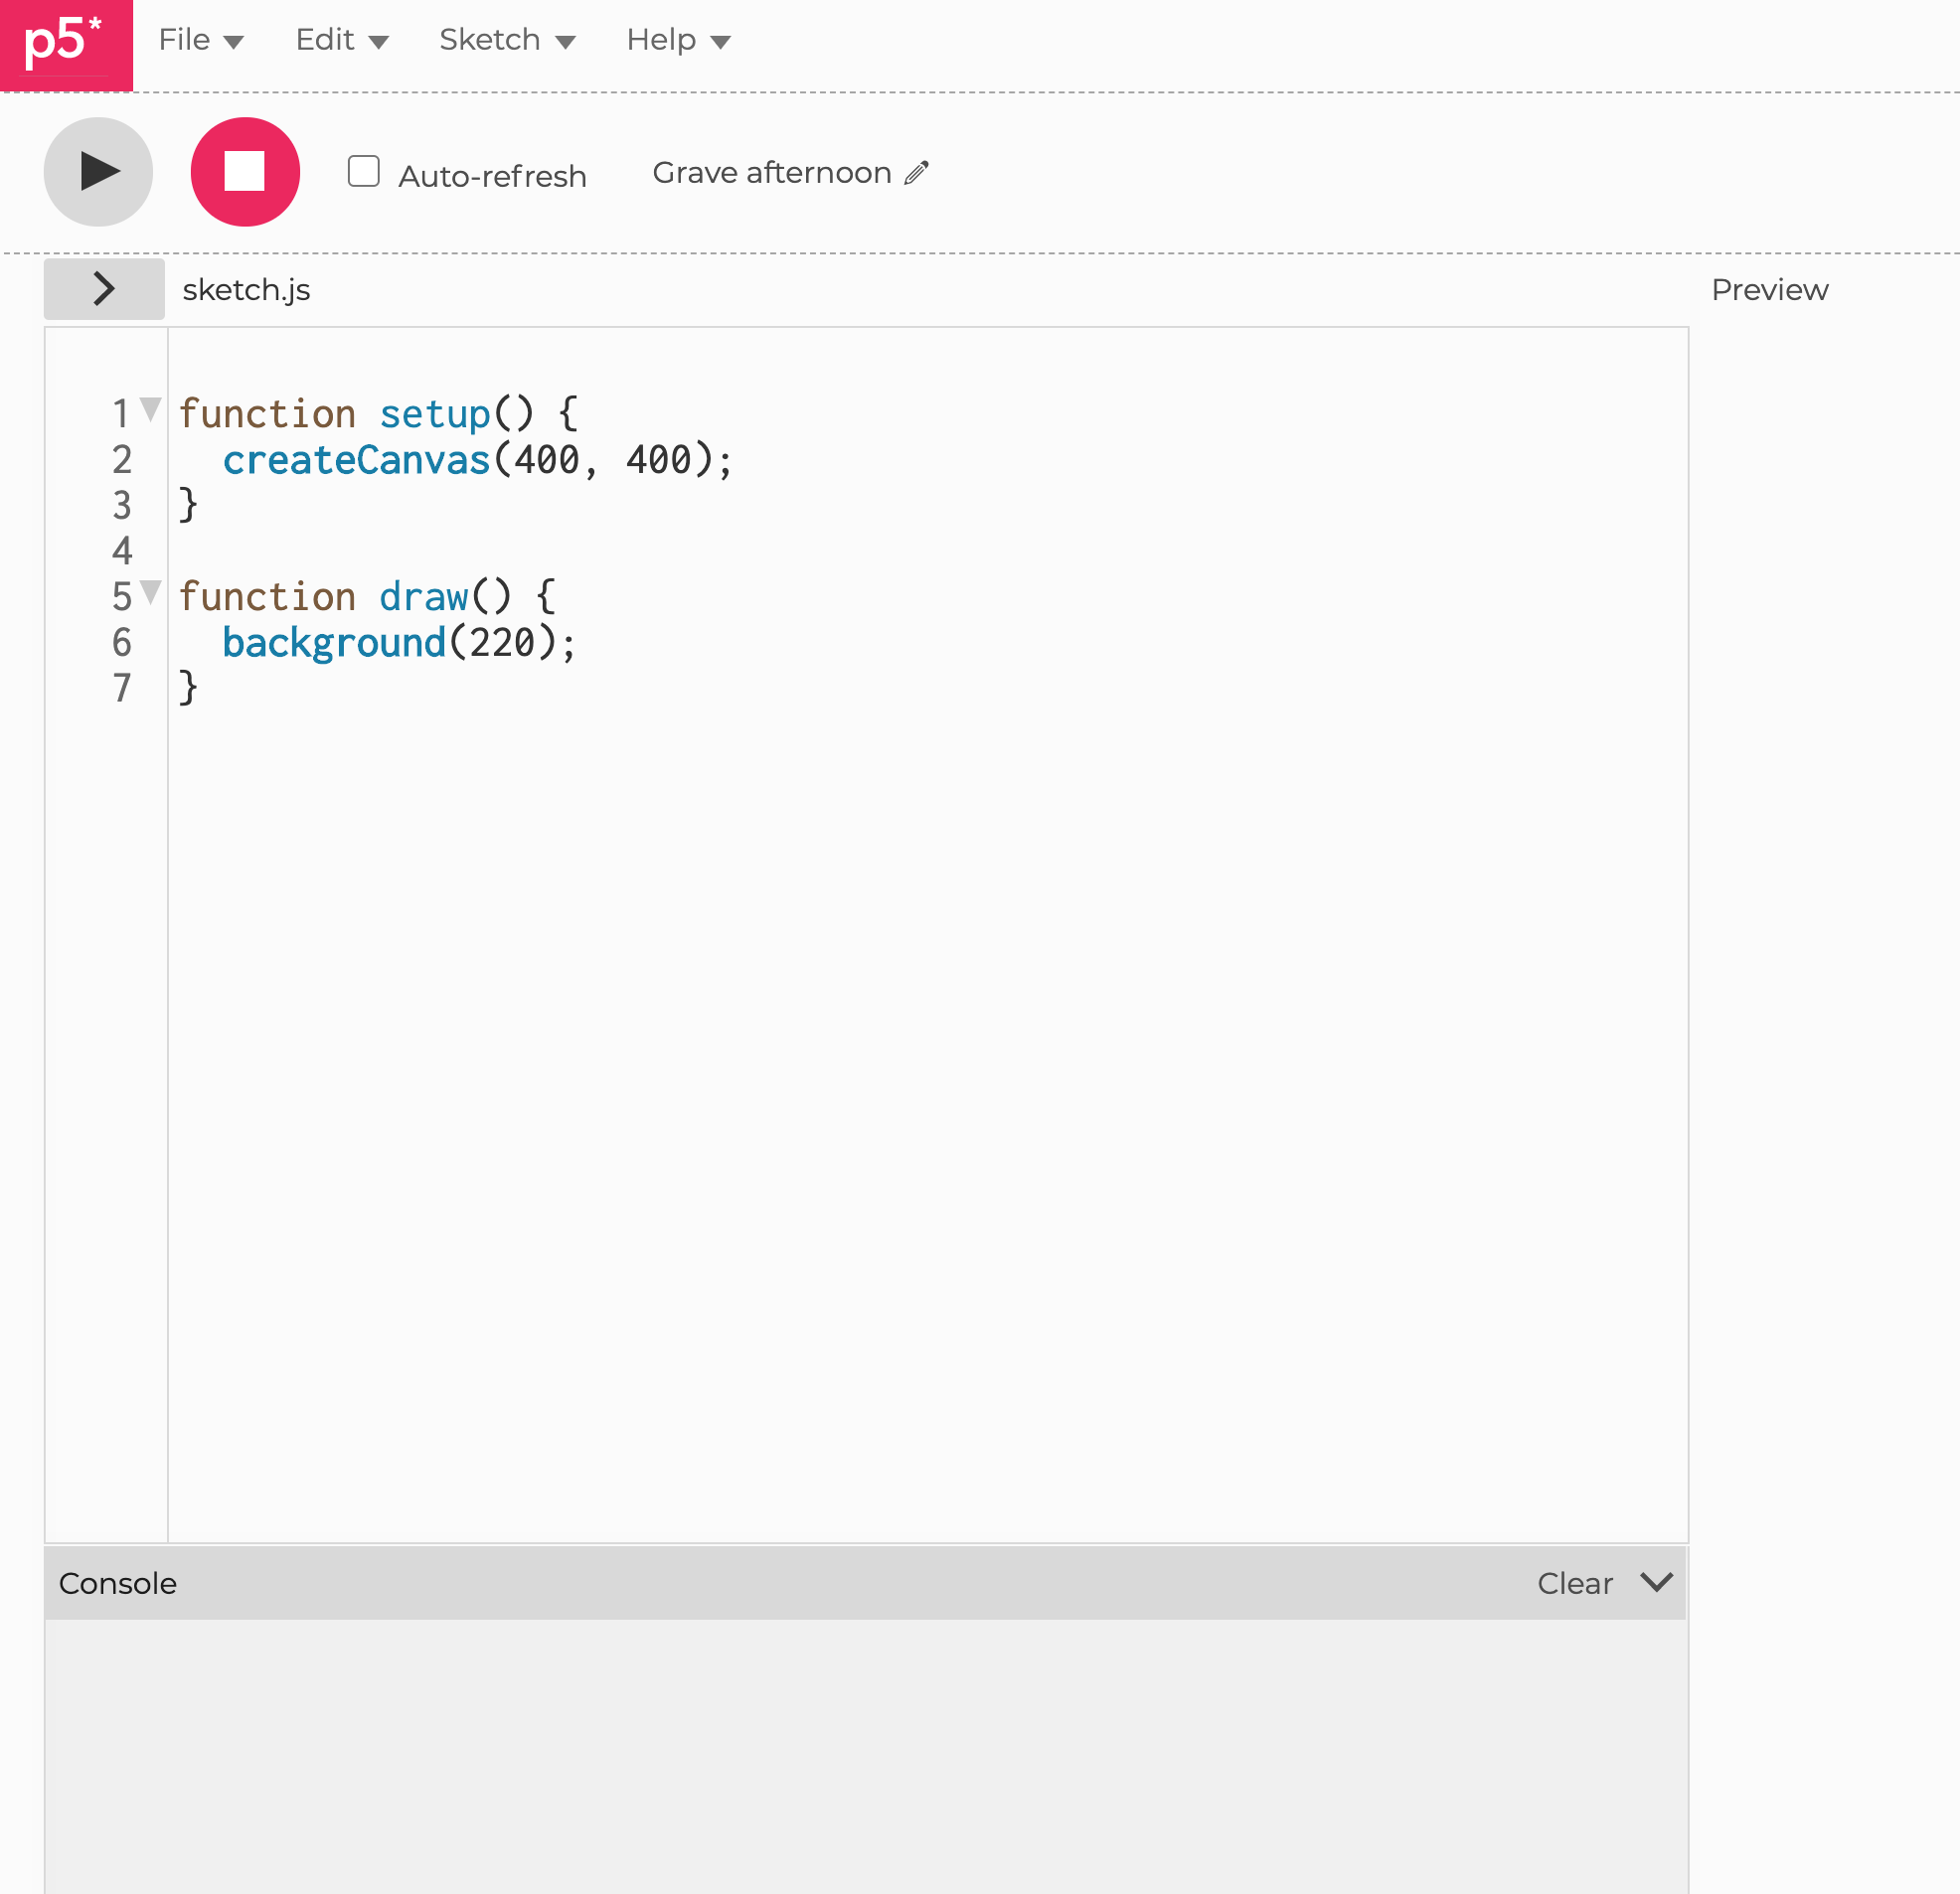 p5*
File Edit Sketch Help
Auto-refresh Grave afternoon
sketch.js Preview
1 function setup() {
2   createCanvas(400, 400);
3 }
4
5 function draw() {
6   background(220);
7 }
Console Clear